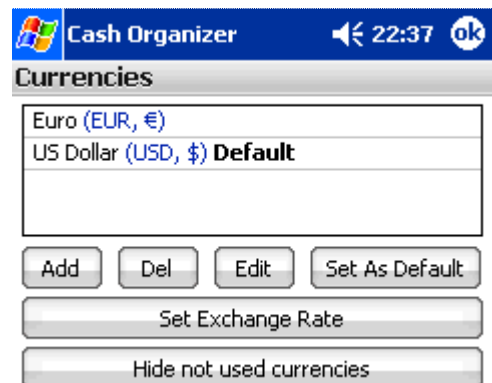 Cash Organizer 22:37 ok
Currencies
Euro (EUR, €)
US Dollar (USD, $) Default
Add Del Edit Set As Default
Set Exchange Rate
Hide not used currencies